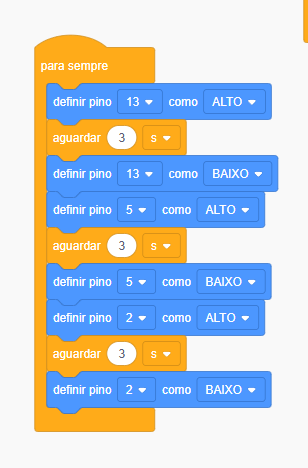 para sempre
definir pino 13 como ALTO
aguardar 3 s
definir pino 13 como BAIXO
definir pino 5 como ALTO
aguardar 3 s
definir pino 5 como BAIXO
definir pino 2 como ALTO
aguardar 3 s
definir pino 2 como BAIXO